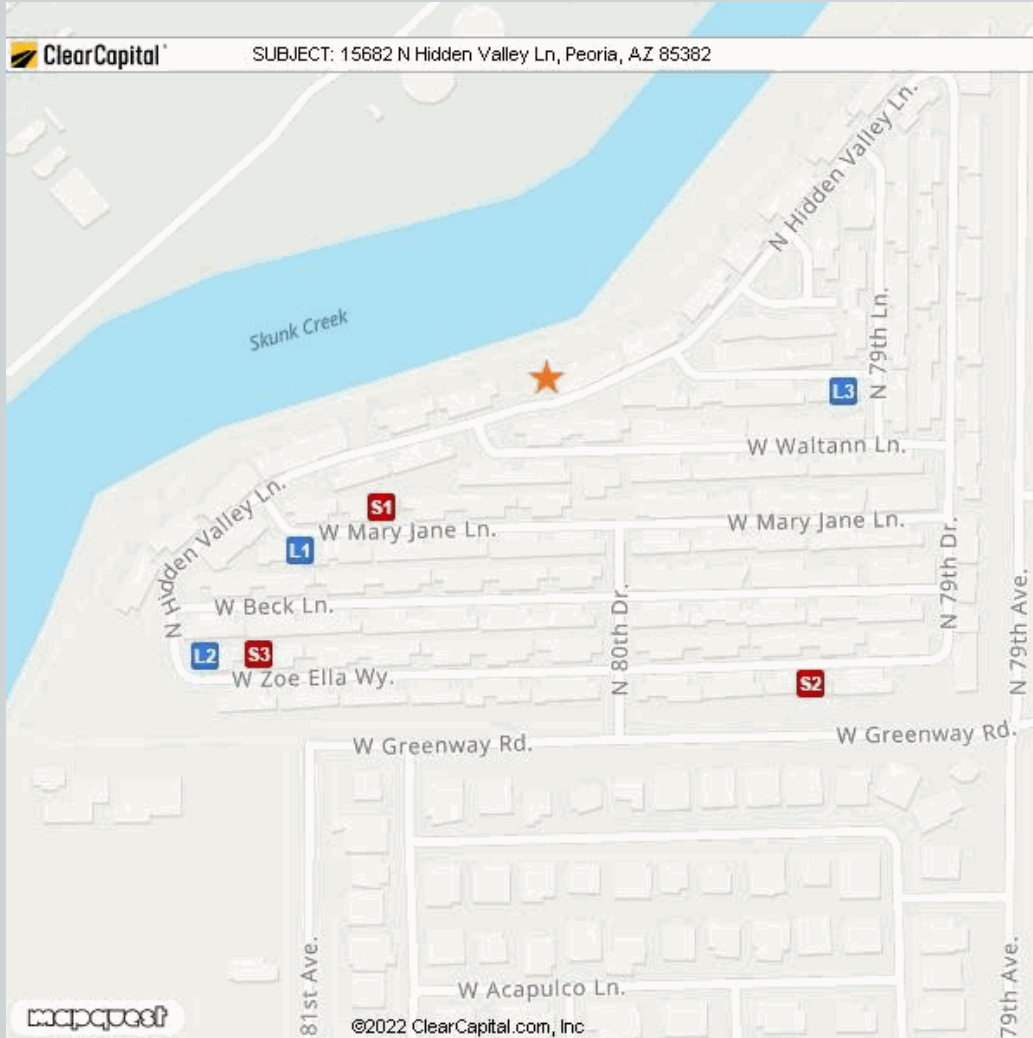 ClearCapital
SUBJECT: 15682 N Hidden Valley Ln, Peoria, AZ 85382
N Hidden Valley Ln.
Skunk Creek
N 79th Ln.
L3
W Waltann Ln.
N Hidden Valley Ln.
S1
W Mary Jane Ln.
W Mary Jane Ln.
L1
N 79th Dr.
N 79th Ave.
W Beck Ln.
N 80th Dr.
L2
S3
W Zoe Ella Wy.
S2
W Greenway Rd.
W Greenway Rd.
81st Ave.
79th Ave.
W Acapulco Ln.
mapquest
©2022 ClearCapital.com, Inc